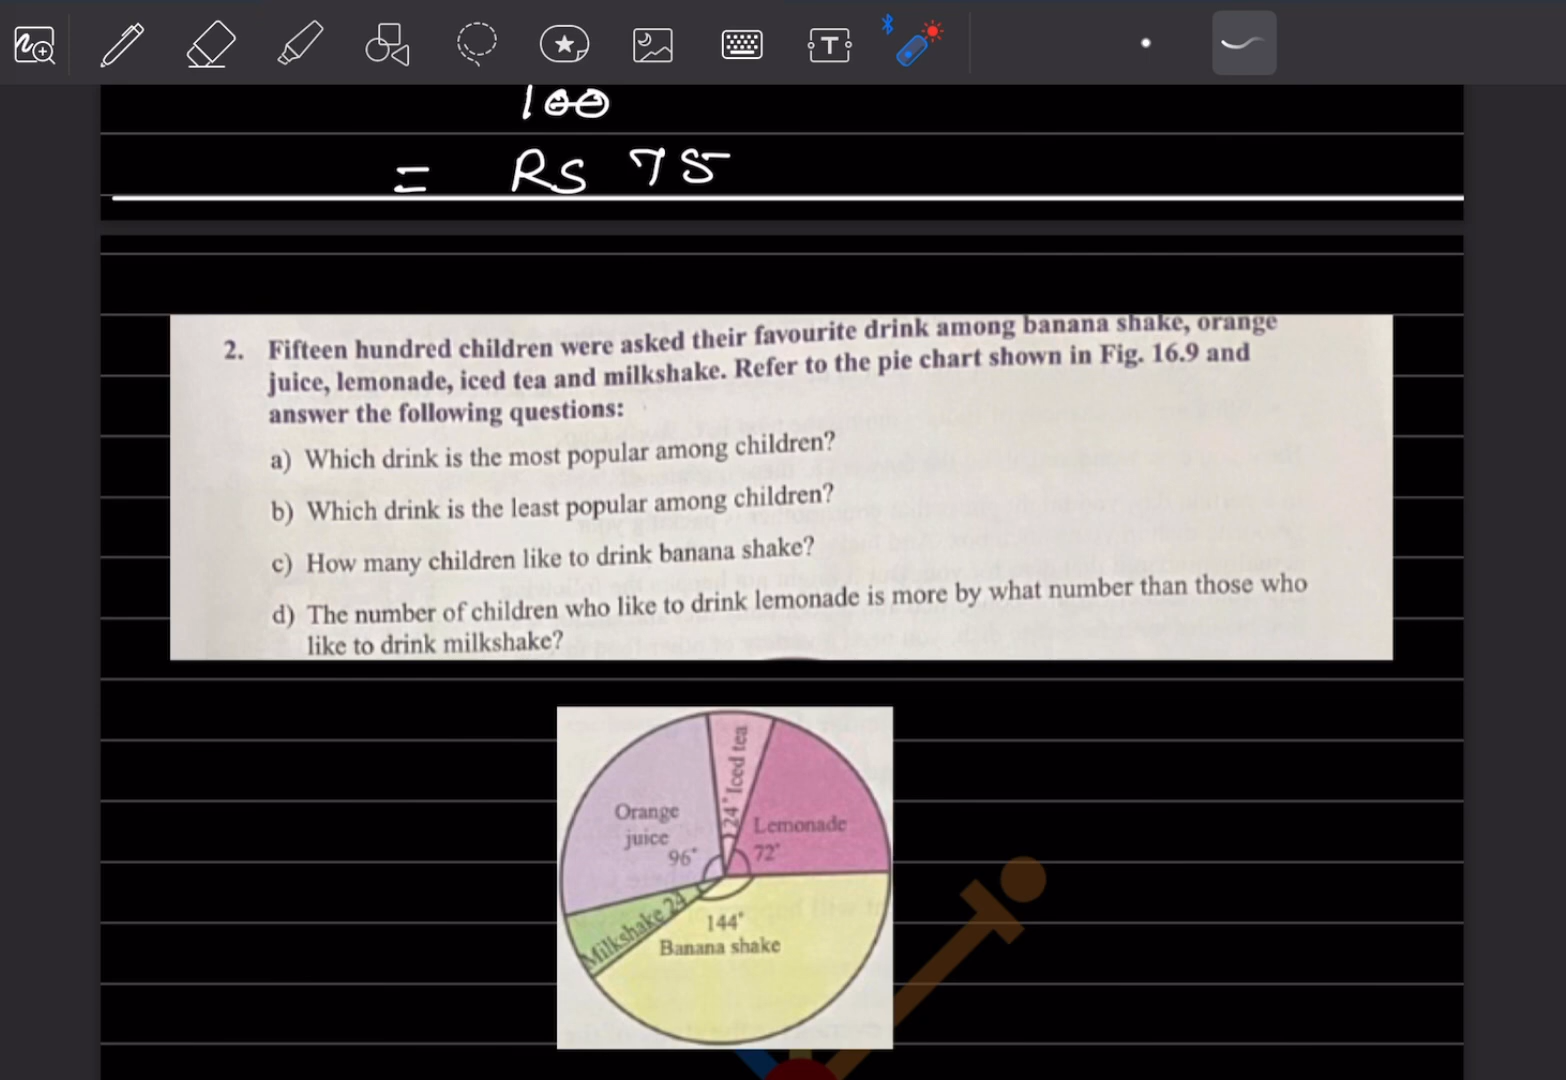 100
= RS 75
2. Fifteen hundred children were asked their favourite drink among banana shake, orange
juice, lemonade, iced tea and milkshake. Refer to the pie chart shown in Fig. 16.9 and
answer the following questions:
a) Which drink is the most popular among children?
b) Which drink is the least popular among children?
c) How many children like to drink banana shake?
d) The number of children who like to drink lemonade is more by what number than those who
like to drink milkshake?
24° Iced tea
Orange
juice
96°
Lemonade
72°
Milkshake 24
144°
Banana shake